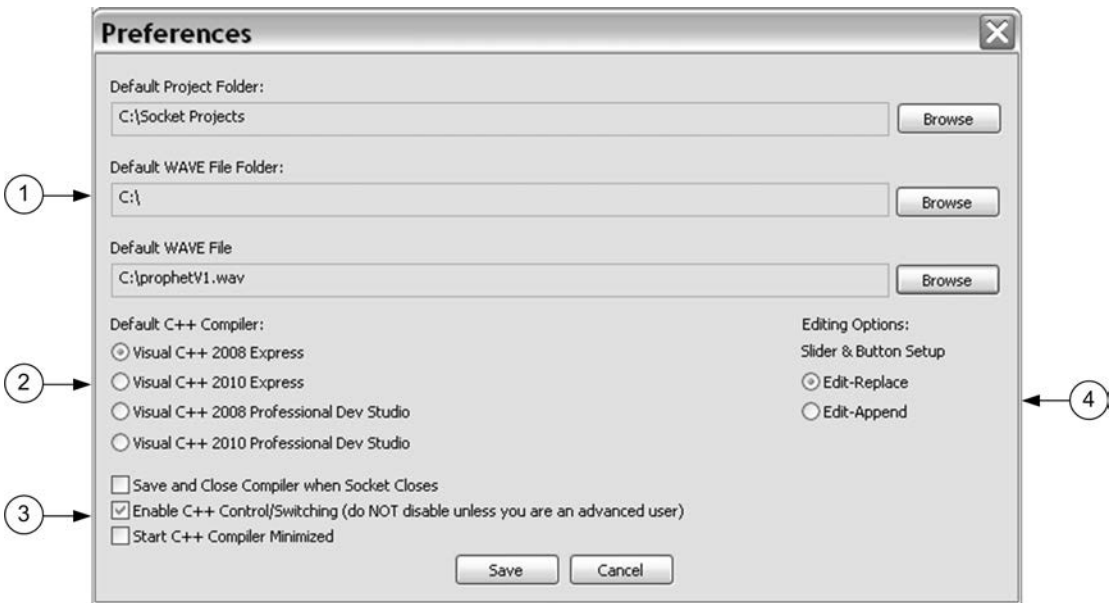 Preferences
Default Project Folder:
C:\Socket Projects
Browse
Default WAVE File Folder:
1
C:\
Browse
Default WAVE File
C:\prophetV1.wav
Browse
Default C++ Compiler:
Editing Options:
Visual C++ 2008 Express
Slider & Button Setup
2
Visual C++ 2010 Express
Edit-Replace
4
Visual C++ 2008 Professional Dev Studio
Edit-Append
Visual C++ 2010 Professional Dev Studio
Save and Close Compiler when Socket Closes
3
Enable C++ Control/Switching (do NOT disable unless you are an advanced user)
Start C++ Compiler Minimized
Save
Cancel